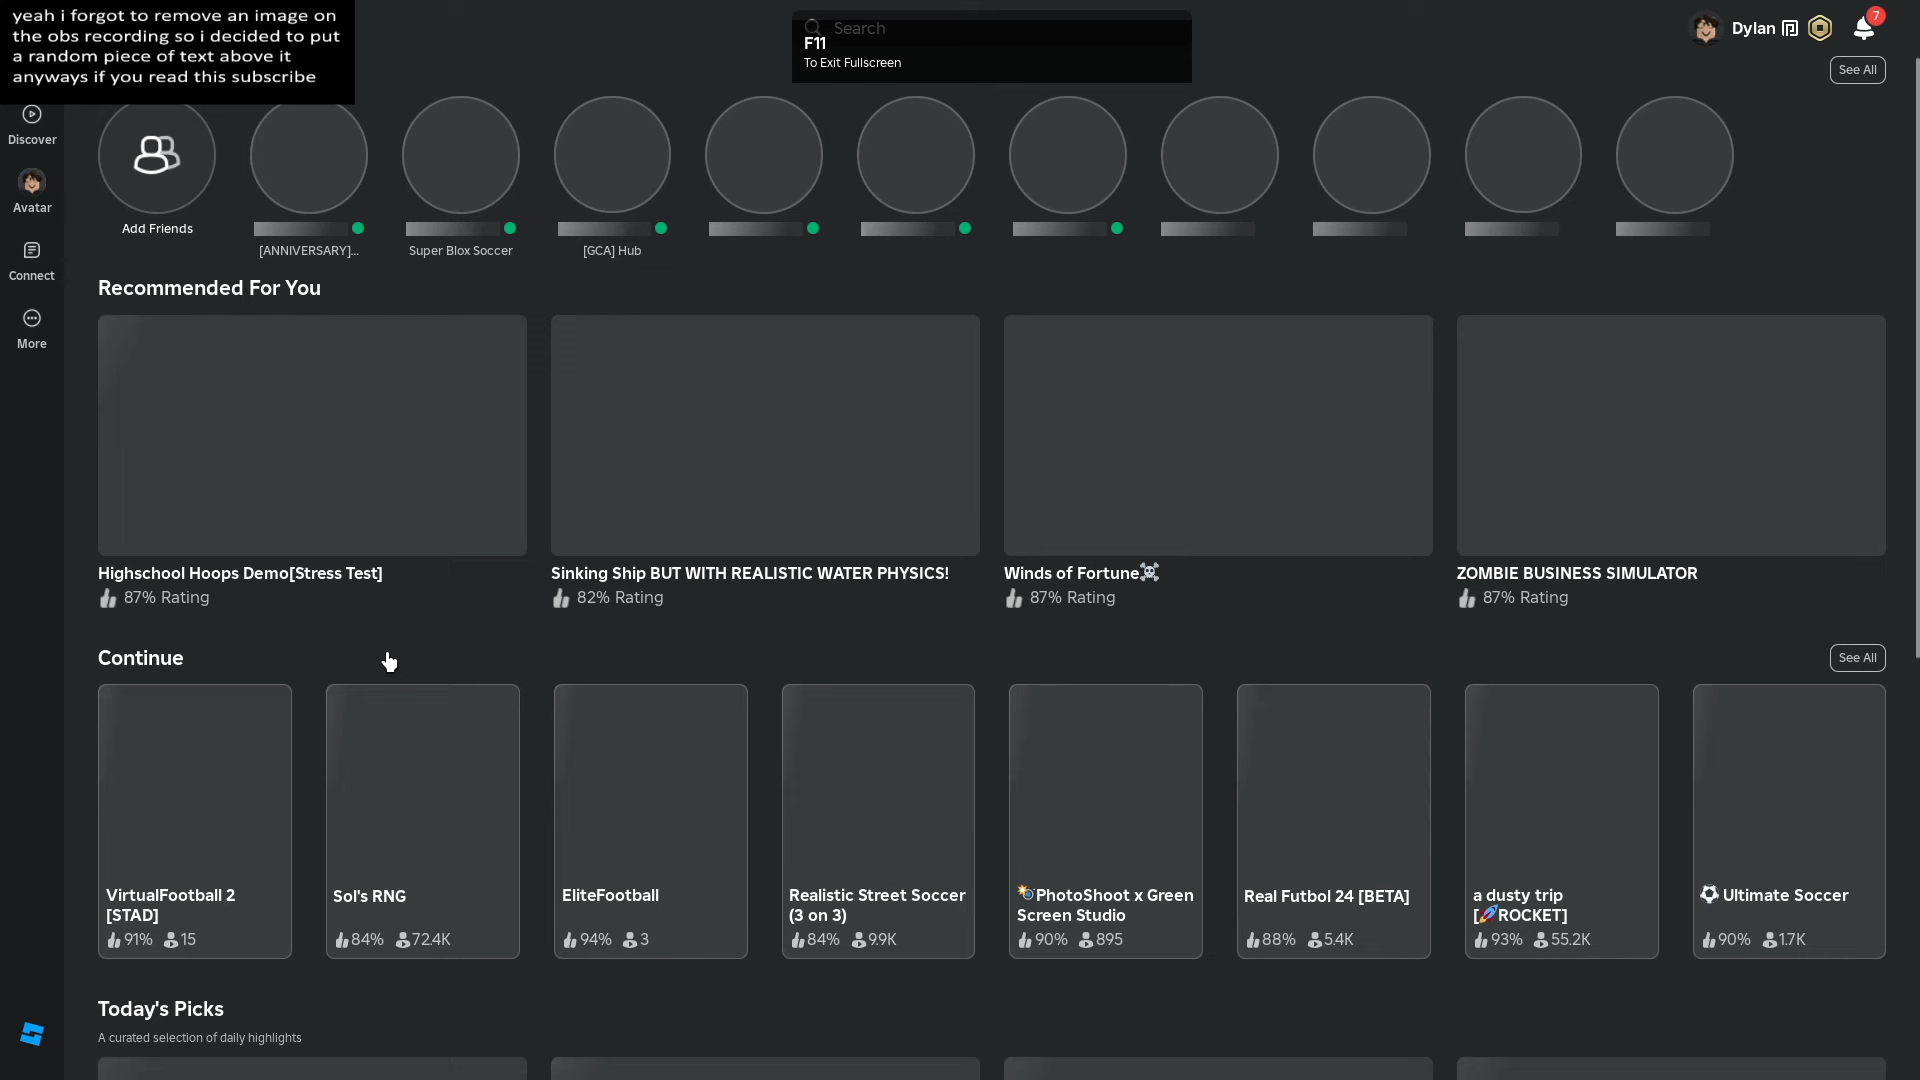 yeah i forgot to remove an image on
the obs recording so i decided to put
a random piece of text above it
anyways if you read this subscribe
Search
F11
To Exit Fullscreen
Dylan
7
See All
Discover
Avatar
Connect
More
Add Friends
[ANNIVERSARY]...
Super Blox Soccer
[GCA] Hub
Recommended For You
Highschool Hoops Demo[Stress Test]
87% Rating
Sinking Ship BUT WITH REALISTIC WATER PHYSICS!
82% Rating
Winds of Fortune☠
87% Rating
ZOMBIE BUSINESS SIMULATOR
87% Rating
Continue
See All
VirtualFootball 2
[STAD]
91% 15
Sol's RNG
84% 72.4K
EliteFootball
94% 3
Realistic Street Soccer
(3 on 3)
84% 9.9K
💣PhotoShoot x Green
Screen Studio
90% 895
Real Futbol 24 [BETA]
88% 5.4K
a dusty trip
[🚀ROCKET]
93% 55.2K
⚽ Ultimate Soccer
90% 1.7K
Today's Picks
A curated selection of daily highlights